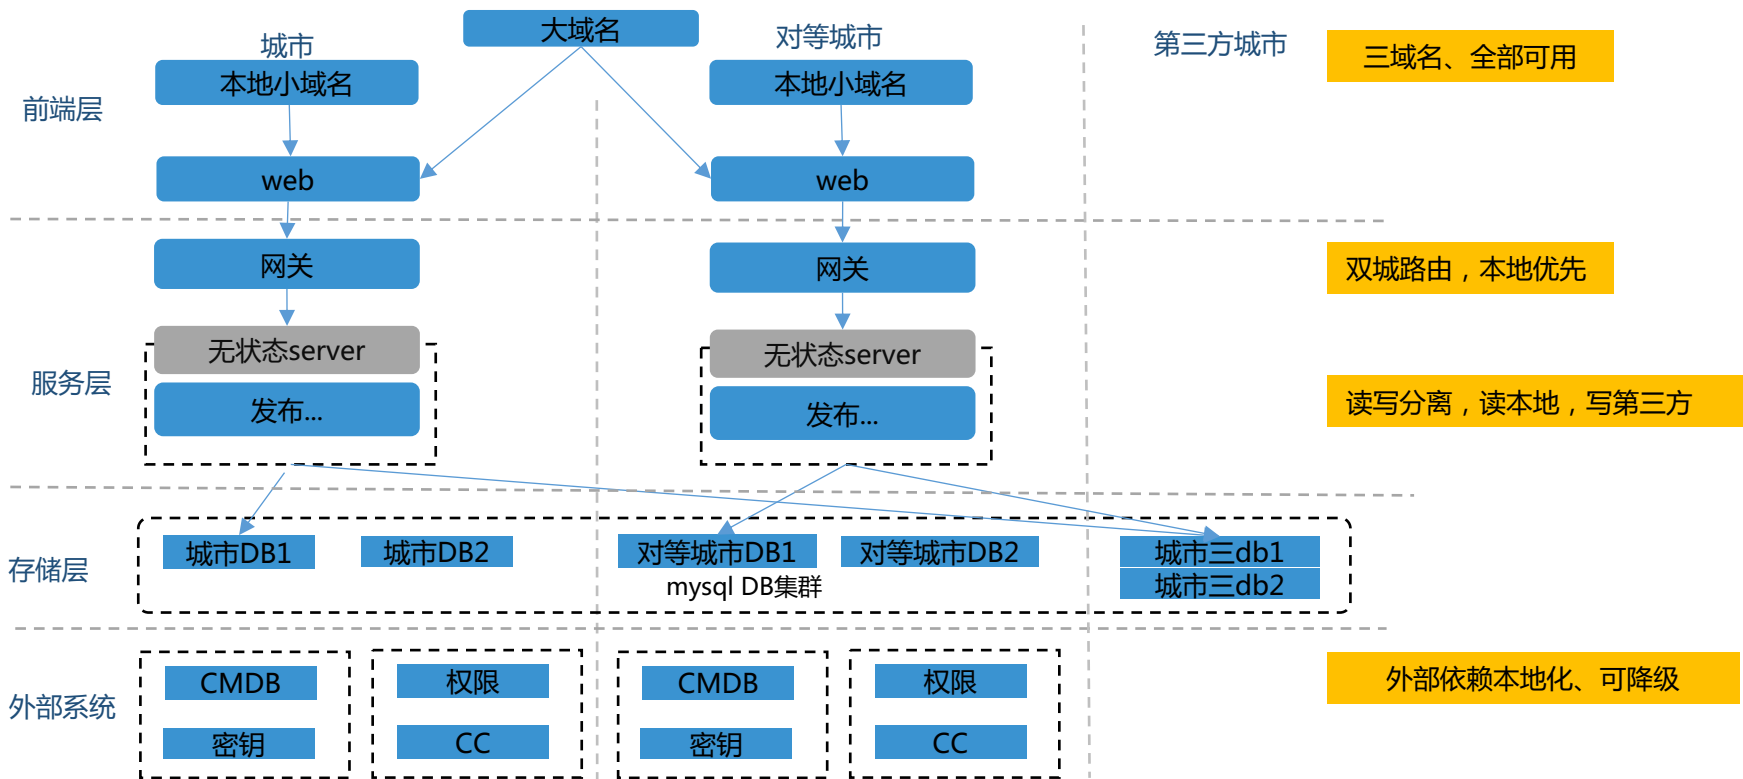 大域名
城市
对等城市
第三方城市
三域名、全部可用
本地小域名
本地小域名
前端层
web
web
网关
网关
双城路由，本地优先
无状态server
无状态server
服务层
发布...
发布...
读写分离，读本地，写第三方
城市DB1
城市DB2
对等城市DB1
对等城市DB2
城市三db1
存储层
mysql DB集群
城市三db2
CMDB
权限
CMDB
权限
外部依赖本地化、可降级
外部系统
密钥
CC
密钥
CC